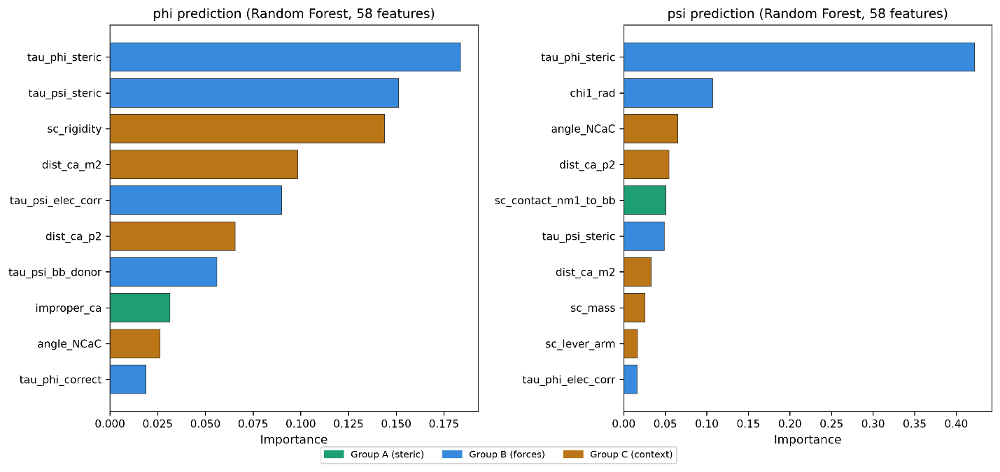 phi prediction (Random Forest, 58 features)
tau_phi_steric
tau_psi_steric
sc_rigidity
dist_ca_m2
tau_psi_elec_corr
dist_ca_p2
tau_psi_bb_donor
improper_ca
angle_NCaC
tau_phi_correct
0.000 0.025 0.050 0.075 0.100 0.125 0.150 0.175
Importance
psi prediction (Random Forest, 58 features)
tau_phi_steric
chi1_rad
angle_NCaC
dist_ca_p2
sc_contact_nm1_to_bb
tau_psi_steric
dist_ca_m2
sc_mass
sc_lever_arm
tau_phi_elec_corr
0.00 0.05 0.10 0.15 0.20 0.25 0.30 0.35 0.40
Importance
Group A (steric) Group B (forces) Group C (context)